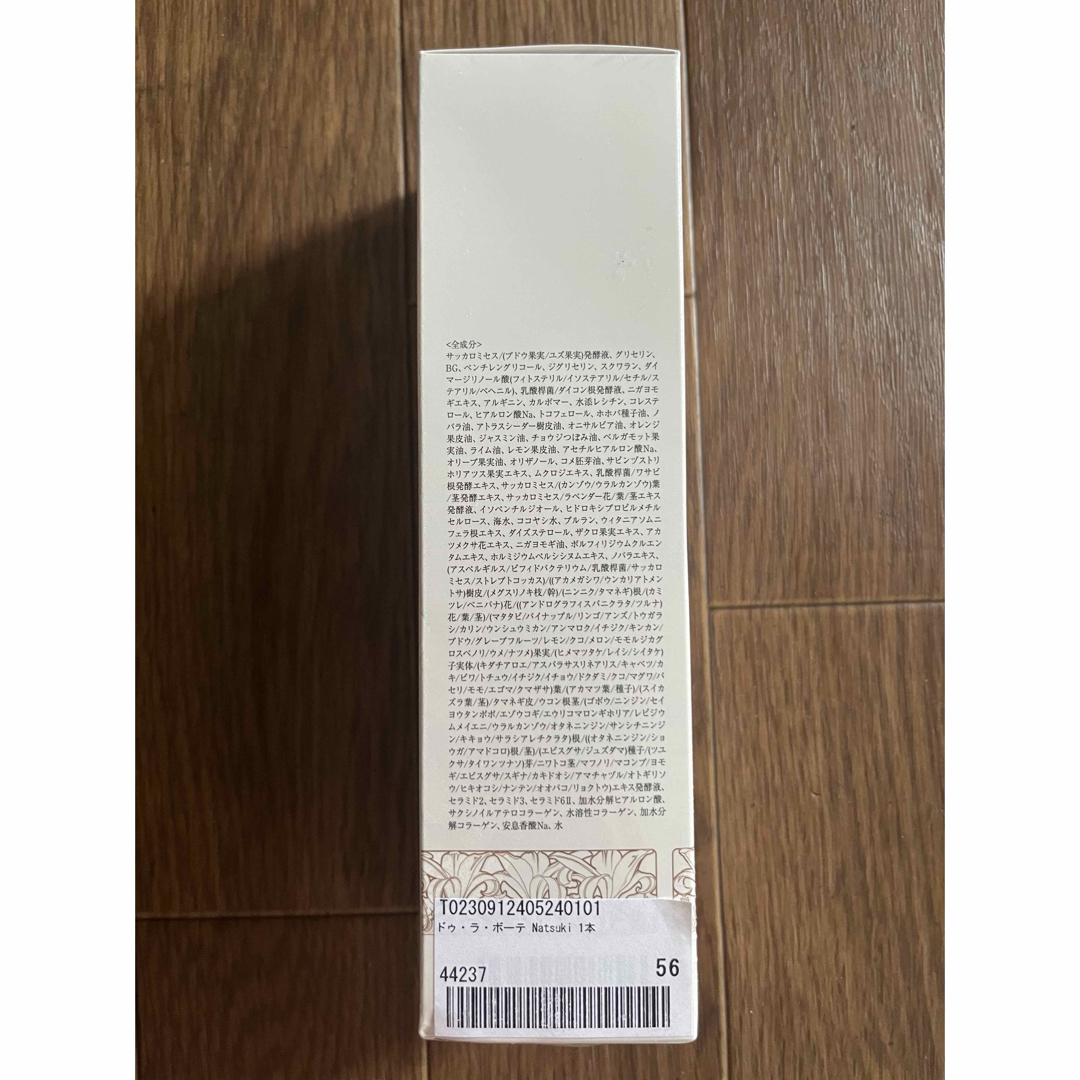 <全成分>
サッカロミセス/(ブドウ果実/ユズ果実)発酵液、グリセリン、
BG、ペンチレングリコール、ジグリセリン、スクワラン、ダイ
マージリノール酸(フィトステリル/イソステアリル/セチル/ス
テアリル/ベヘニル)、乳酸桿菌/ダイコン根発酵液、ニガヨモ
ギエキス、アルギニン、カルボマー、水添レシチン、コレステ
ロール、ヒアルロン酸Na、トコフェロール、ホホバ種子油、ノ
バラ油、アトラスシーダー樹皮油、オニサルビア油、オレンジ
果皮油、ジャスミン油、チョウジつぼみ油、ベルガモット果
実油、ライム油、レモン果皮油、アセチルヒアルロン酸Na、
オリーブ果実油、オリザノール、コメ胚芽油、サピンヅストリ
ホリアツス果実エキス、ムクロジエキス、乳酸桿菌/ワサビ
根発酵エキス、サッカロミセス/(カンゾウ/ウラルカンゾウ)葉
/茎発酵エキス、サッカロミセス/ラベンダー花/葉/茎エキス
発酵液、イソペンチルジオール、ヒドロキシプロピルメチル
セルロース、海水、ココヤシ水、プルラン、ウィタニアソムニ
フェラ根エキス、ダイズステロール、ザクロ果実エキス、アカ
ツメクサ花エキス、ニガヨモギ油、ポルフィリジウムクルエン
タムエキス、ホルミジウムペルシシヌムエキス、ノバラエキス、
(アスペルギルス/ビフィドバクテリウム/乳酸桿菌/サッカロ
ミセス/ストレプトコッカス)/((アカメガシワ/ウンカリアトメン
トサ)樹皮/(メグスリノキ枝/幹)/(ニンニク/タマネギ)根/(カミ
ツレ/ベニバナ)花/((アンドログラフィスパニクラタ/ツルナ)
花/葉/茎)/(マタタビ/パイナップル/リンゴ/アンズ/トウガラ
シ/カリン/ウンシュウミカン/アンマロク/イチジク/キンカン/
ブドウ/グレープフルーツ/レモン/クコ/メロン/モモルジカグ
ロスベノリ/ウメ/ナツメ)果実/(ヒメマツタケ/レイシ/シイタケ)
子実体/(キダチアロエ/アスパラサスリネアリス/キャベツ/カ
キ/ビワ/トチュウ/イチジク/イチョウ/ドクダミ/クコ/マグワ/パ
セリ/モモ/エゴマ/クマザサ)葉/(アカマツ葉/種子)/(スイカ
ズラ葉/茎)/タマネギ皮/ウコン根茎/(ゴボウ/ニンジン/セイ
ヨウタンポポ/エゾウコギ/エウリコマロンギホリア/レピジウ
ムメイエニ/ウラルカンゾウ/オタネニンジン/サンシチニンジ
ン/キキョウ/サラシアレチクラタ)根/((オタネニンジン/ショ
ウガ/アマドコロ)根/茎)/(エビスグサ/ジュズダマ)種子/(ツユ
クサ/タイワンツナソ)芽/ニワトコ茎/マフノリ/マコンブ/ヨモ
ギ/エビスグサ/スギナ/カキドオシ/アマチャヅル/オトギリソ
ウ/ヒキオコシ/ナンテン/オオバコ/リョクトウ)エキス発酵液、
セラミド2、セラミド3、セラミド6Ⅱ、加水分解ヒアルロン酸、
サクシノイルアテロコラーゲン、水溶性コラーゲン、加水分
解コラーゲン、安息香酸Na、水
T0230912405240101
ドゥ・ラ・ボーテ Natsuki 1本
44237 56